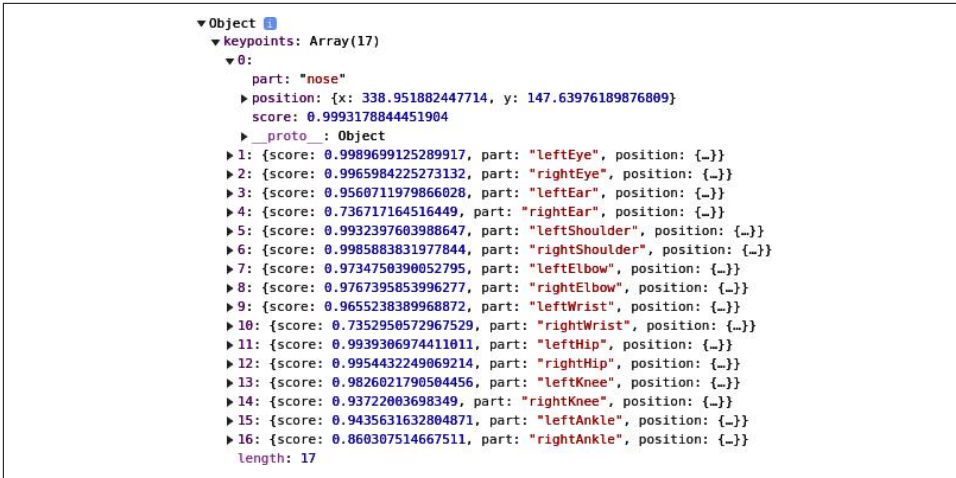 ▼Object i
▼keypoints: Array(17)
▼0:
part: "nose"
▶position: {x: 338.951882447714, y: 147.63976189876809}
score: 0.9993178844451904
▶__proto__: Object
▶1: {score: 0.9989699125289917, part: "leftEye", position: {…}}
▶2: {score: 0.9965984225273132, part: "rightEye", position: {…}}
▶3: {score: 0.9560711979866028, part: "leftEar", position: {…}}
▶4: {score: 0.736717164516449, part: "rightEar", position: {…}}
▶5: {score: 0.9932397603988647, part: "leftShoulder", position: {…}}
▶6: {score: 0.9985883831977844, part: "rightShoulder", position: {…}}
▶7: {score: 0.9734750390052795, part: "leftElbow", position: {…}}
▶8: {score: 0.9767395853996277, part: "rightElbow", position: {…}}
▶9: {score: 0.9655238389968872, part: "leftWrist", position: {…}}
▶10: {score: 0.7352950572967529, part: "rightWrist", position: {…}}
▶11: {score: 0.9939306974411011, part: "leftHip", position: {…}}
▶12: {score: 0.9954432249069214, part: "rightHip", position: {…}}
▶13: {score: 0.9826021790504456, part: "leftKnee", position: {…}}
▶14: {score: 0.93722003698349, part: "rightKnee", position: {…}}
▶15: {score: 0.9435631632804871, part: "leftAnkle", position: {…}}
▶16: {score: 0.860307514667511, part: "rightAnkle", position: {…}}
length: 17